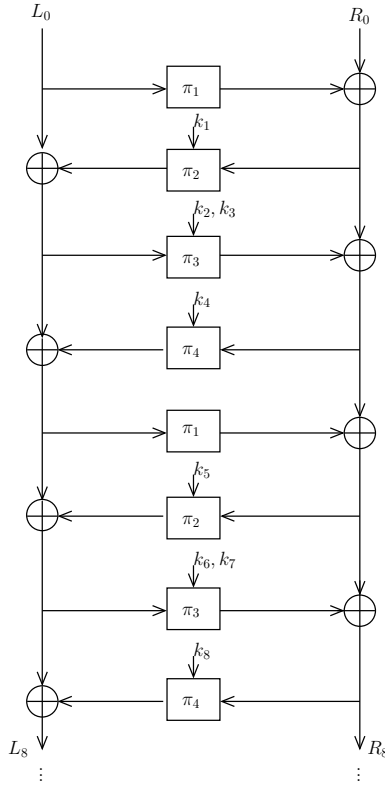 L₀ R₀
π₁
k₁
π₂
k₂, k₃
π₃
k₄
π₄
π₁
k₅
π₂
k₆, k₇
π₃
k₈
π₄
L₈ R₈
⋮ ⋮